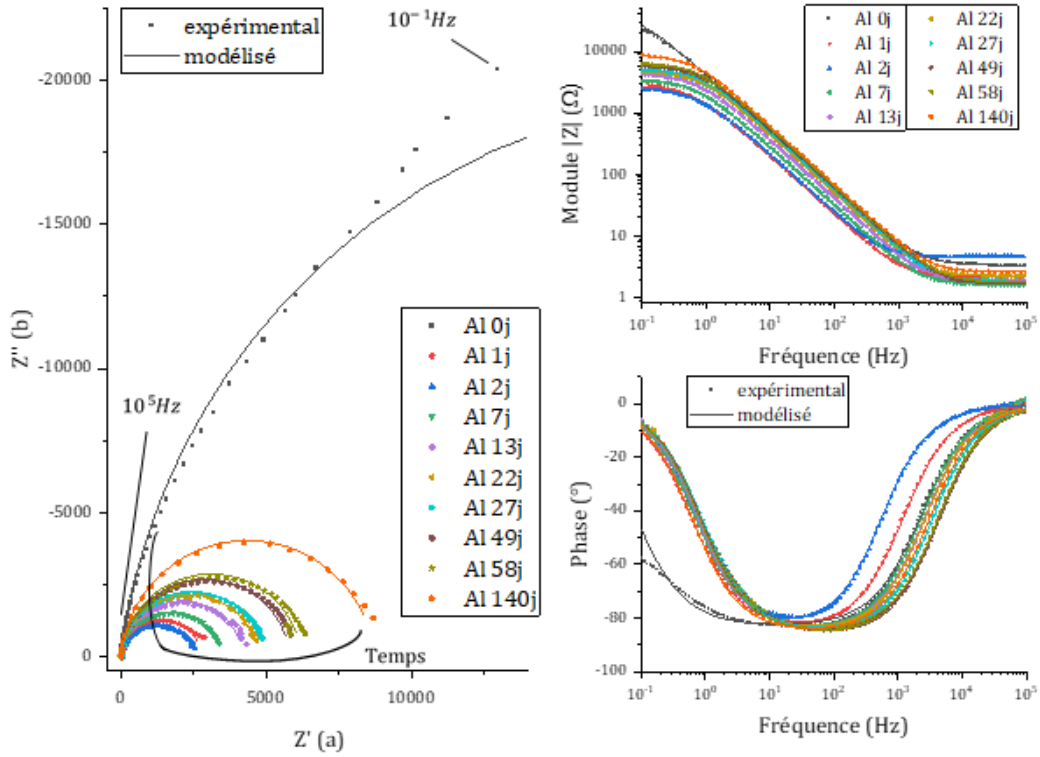 expérimental
modélisé
10⁻¹Hz
10⁵Hz
-20000
-15000
-10000
-5000
0
Z'' (b)
0
5000
10000
Z' (a)
Al 0j
Al 1j
Al 2j
Al 7j
Al 13j
Al 22j
Al 27j
Al 49j
Al 58j
Al 140j
Temps
10000
1000
100
10
1
Module |Z| (Ω)
Al 0j
Al 1j
Al 2j
Al 7j
Al 13j
Al 22j
Al 27j
Al 49j
Al 58j
Al 140j
10⁻¹
10⁰
10¹
10²
10³
10⁴
10⁵
Fréquence (Hz)
expérimental
modélisé
0
-20
-40
-60
-80
-100
Phase (°)
10⁻¹
10⁰
10¹
10²
10³
10⁴
10⁵
Fréquence (Hz)